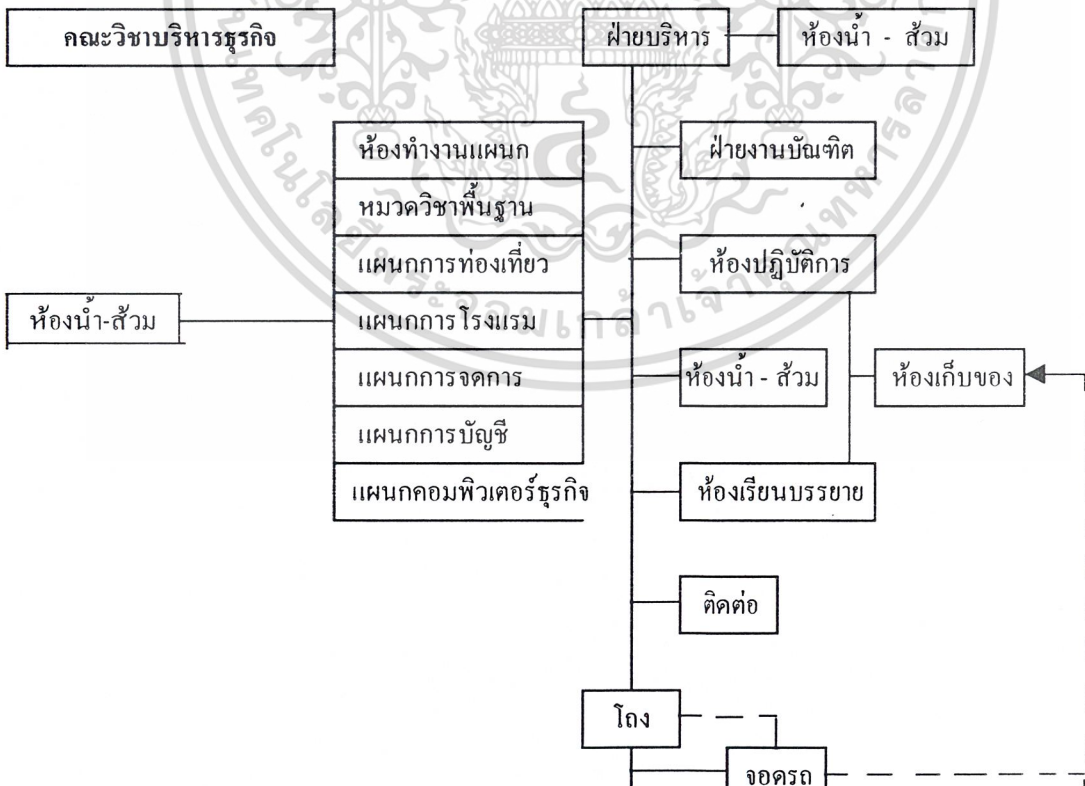 คณะวิชาบริหารธุรกิจ
ฝ่ายบริหาร
ห้องน้ำ - ส้วม
ห้องทำงานแผนก
ฝ่ายงานบัณฑิต
หมวดวิชาพื้นฐาน
แผนกการท่องเที่ยว
ห้องปฏิบัติการ
ห้องน้ำ-ส้วม
แผนกการโรงแรม
แผนกการจดการ
ห้องน้ำ - ส้วม
ห้องเก็บของ
แผนกการบัญชี
แผนกคอมพิวเตอร์ธุรกิจ
ห้องเรียนบรรยาย
ติดต่อ
โถง
จอดรถ